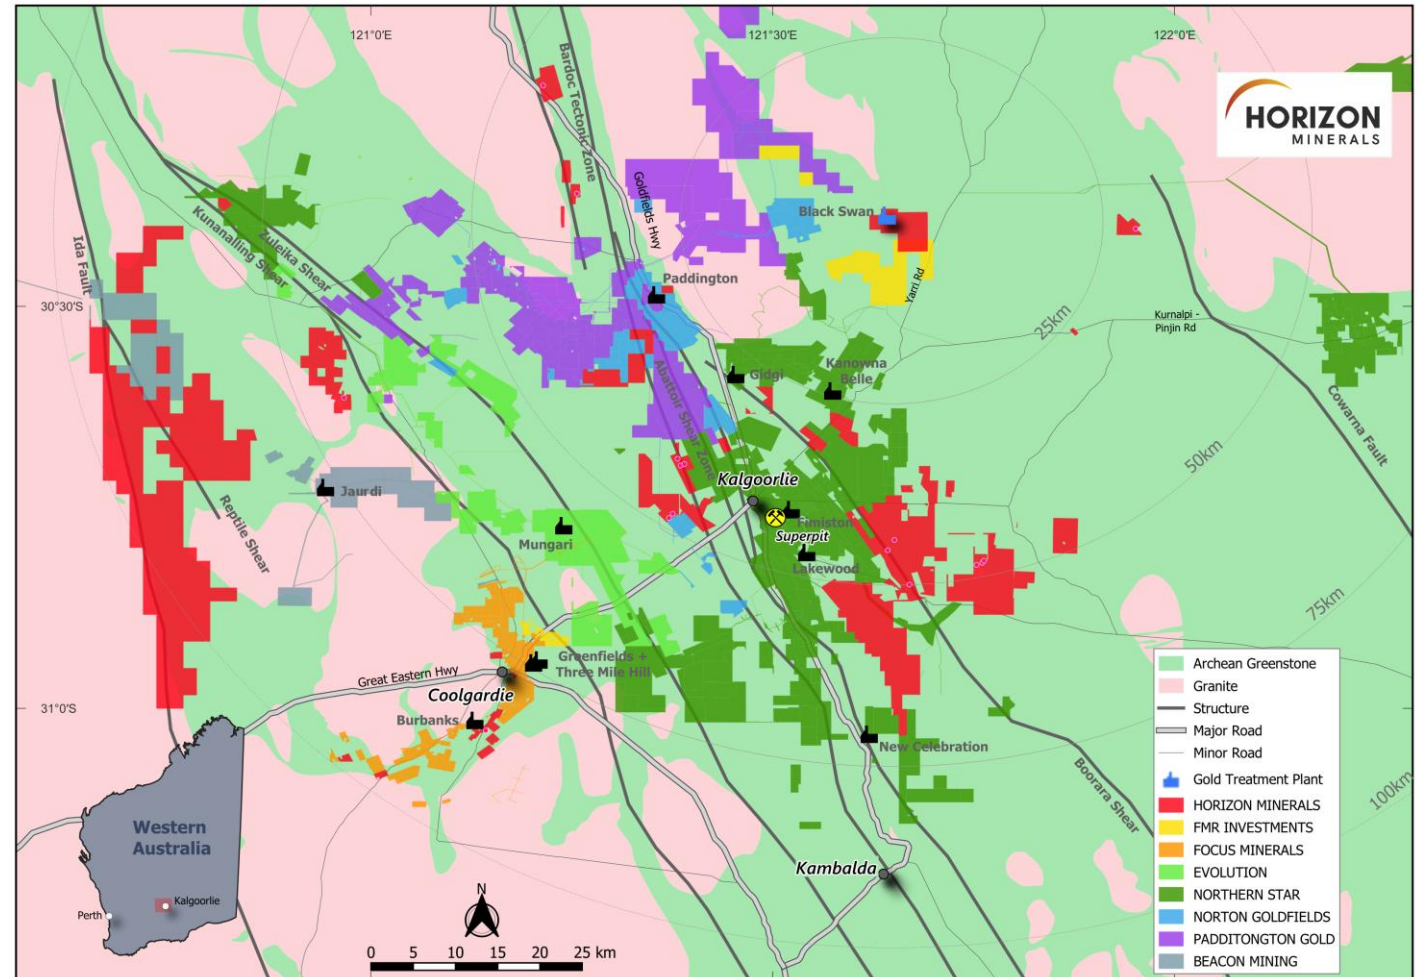 121°0'E
121°30'E
122°0'E
HORIZON
MINERALS
Bardoc Tectonic Zone
Goldfields Hwy
Black Swan
Kunanalling Shear
Zuleika Shear
Ida Fault
Paddington
Yarri Rd
30°30'S
Kurnalpi -
Pinjin Rd
25km
Gidgi
Kanowna
Belle
Abattoir Shear Zone
Cowarna Fault
50km
Kalgoorlie
Jaurdi
Reptile Shear
Fimiston
Superpit
Mungari
Lakewood
75km
Greenfields +
Three Mile Hill
Great Eastern Hwy
Coolgardie
31°0'S
Burbanks
New Celebration
Boorara Shear
100km
Kambalda
Western
Australia
Kalgoorlie
Perth
N
0 5 10 15 20 25 km
Archean Greenstone
Granite
Structure
Major Road
Minor Road
Gold Treatment Plant
HORIZON MINERALS
FMR INVESTMENTS
FOCUS MINERALS
EVOLUTION
NORTHERN STAR
NORTON GOLDFIELDS
PADDITONGTON GOLD
BEACON MINING